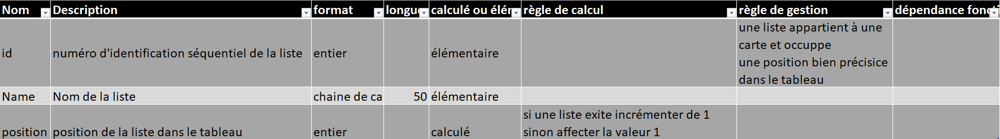 Nom Description format longue calculé ou élér règle de calcul règle de gestion dépendance foncti
id numéro d'identification séquentiel de la liste entier élémentaire
une liste appartient à une
carte et occuppe
une position bien précisice
dans le tableau
Name Nom de la liste chaine de ca 50 élémentaire
position position de la liste dans le tableau entier calculé
si une liste exite incrémenter de 1
sinon affecter la valeur 1